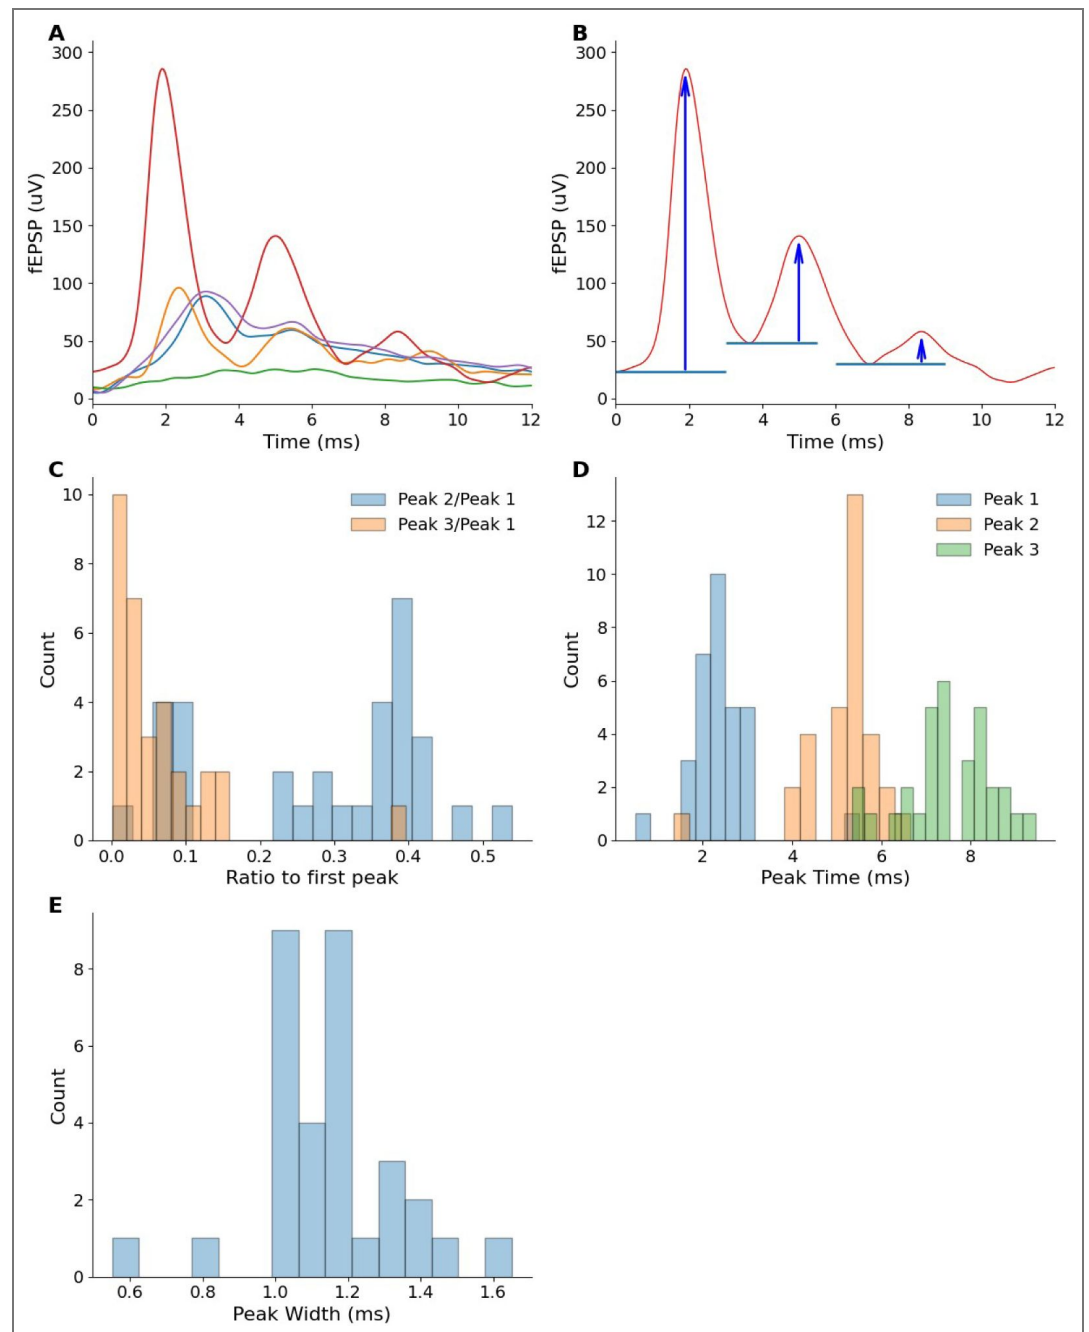 A
300
250
200
150
100
50
0
fEPSP (uV)
0 2 4 6 8 10 12
Time (ms)
B
300
250
200
150
100
50
0
fEPSP (uV)
0 2 4 6 8 10 12
Time (ms)
C
10
8
6
4
2
0
Count
Peak 2/Peak 1
Peak 3/Peak 1
0.0 0.1 0.2 0.3 0.4 0.5
Ratio to first peak
D
12
10
8
6
4
2
0
Count
Peak 1
Peak 2
Peak 3
2 4 6 8
Peak Time (ms)
E
8
6
4
2
0
Count
0.6 0.8 1.0 1.2 1.4 1.6
Peak Width (ms)